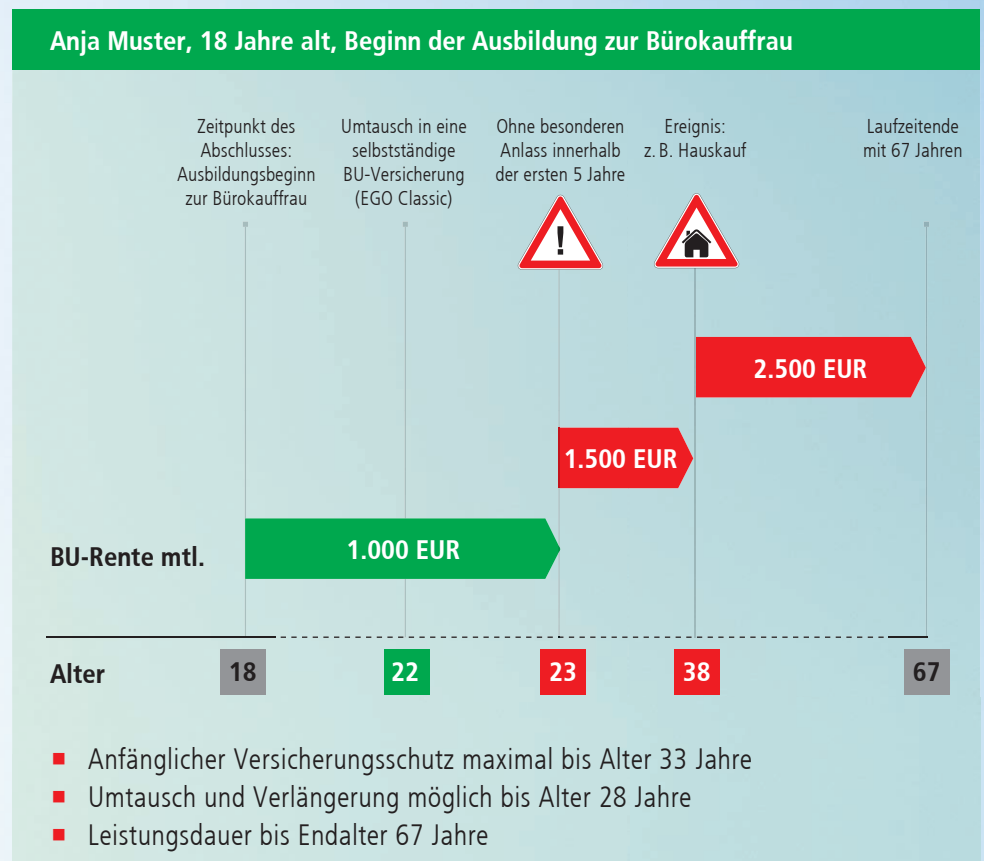 Anja Muster, 18 Jahre alt, Beginn der Ausbildung zur Bürokauffrau
Zeitpunkt des
Abschlusses:
Ausbildungsbeginn
zur Bürokauffrau
Umtausch in eine
selbstständige
BU-Versicherung
(EGO Classic)
Ohne besonderen
Anlass innerhalb
der ersten 5 Jahre
Ereignis:
z. B. Hauskauf
Laufzeitende
mit 67 Jahren
!
2.500 EUR
1.500 EUR
BU-Rente mtl.
1.000 EUR
Alter
18
22
23
38
67
Anfänglicher Versicherungsschutz maximal bis Alter 33 Jahre
Umtausch und Verlängerung möglich bis Alter 28 Jahre
Leistungsdauer bis Endalter 67 Jahre